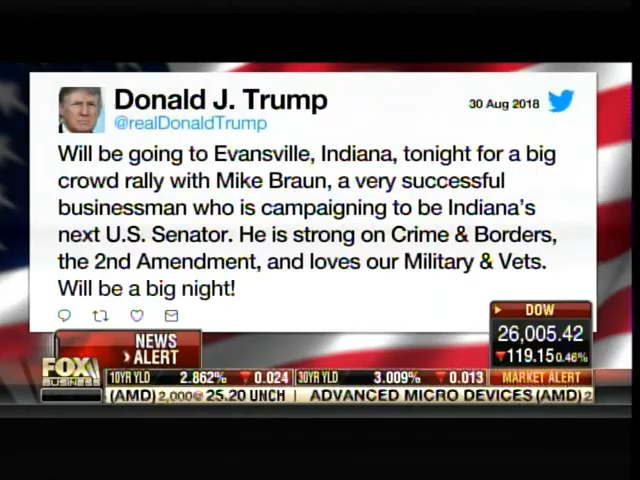 Donald J. Trump
@realDonaldTrump
30 Aug 2018
Will be going to Evansville, Indiana, tonight for a big
crowd rally with Mike Braun, a very successful
businessman who is campaigning to be Indiana's
next U.S. Senator. He is strong on Crime & Borders,
the 2nd Amendment, and loves our Military & Vets.
Will be a big night!
DOW
26,005.42
119.15 0.46%
MARKET ALERT
NEWS
ALERT
FOX
BUSINESS
10YR YLD 2.862% 0.024 30YR YLD 3.009% 0.013
(AMD) 2,000@ 25.20 UNCH | ADVANCED MICRO DEVICES (AMD) 2